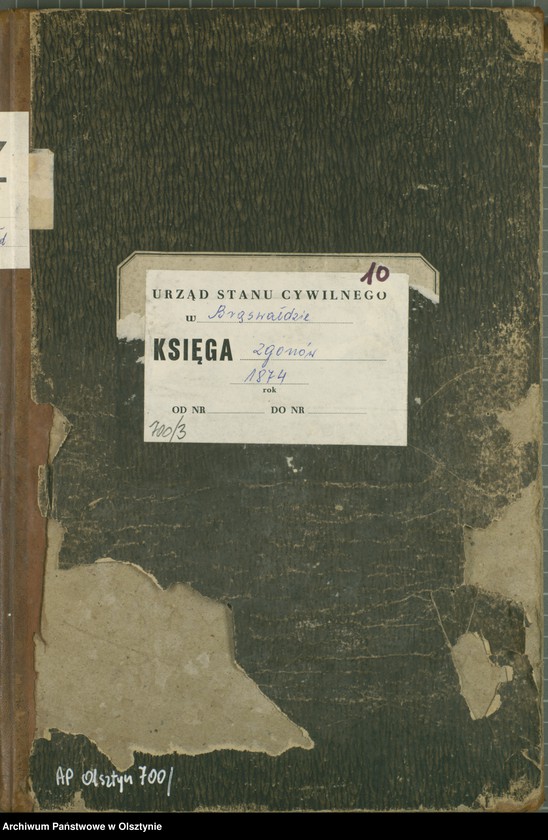 10
URZĄD STANU CYWILNEGO
w Brąswałdzie
KSIĘGA zgonów
1874
rok
OD NR DO NR
700/3
AP Olsztyn 700/
Archiwum Państwowe w Olsztynie